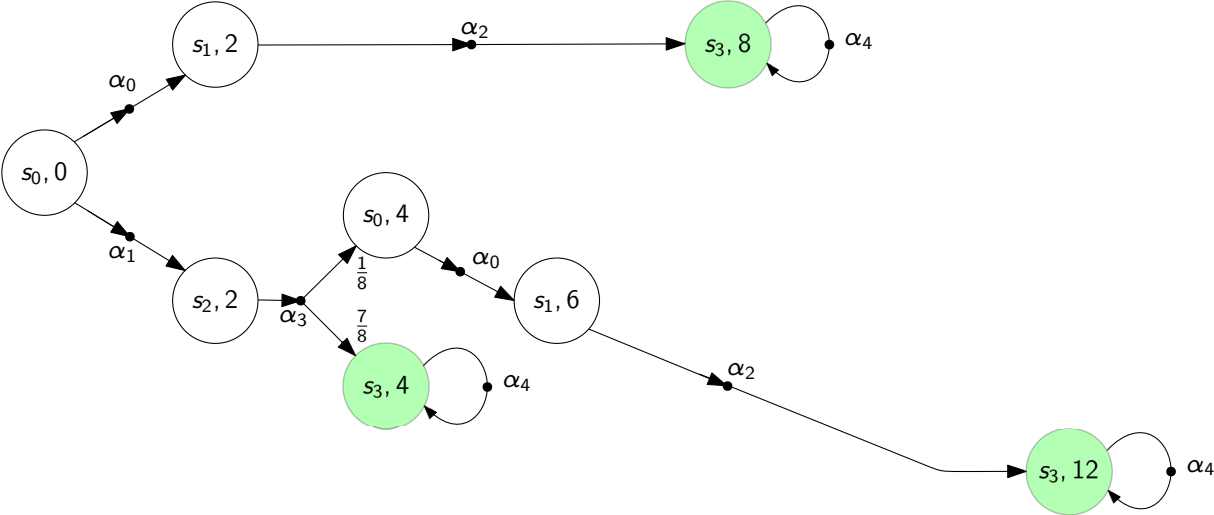 s₁, 2
α₂
s₃, 8
α₄
α₀
s₀, 0
α₁
s₂, 2
α₃
1/8
7/8
s₀, 4
α₀
s₁, 6
s₃, 4
α₄
α₂
s₃, 12
α₄